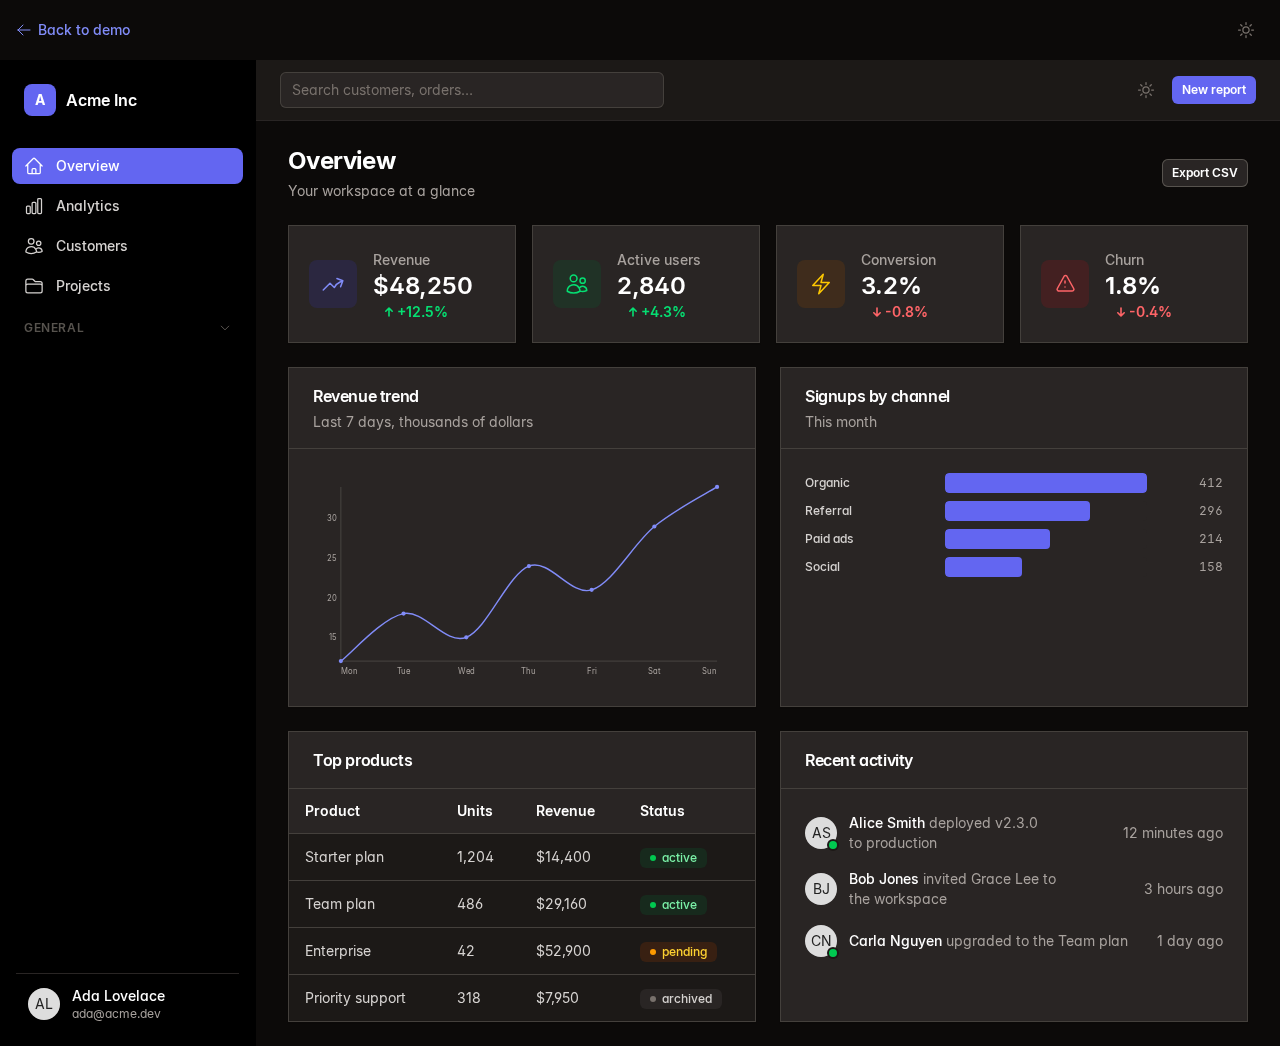 Back to demo
A Acme Inc
Search customers, orders...
New report
Overview
Analytics
Customers
Projects
GENERAL
Overview
Your workspace at a glance
Export CSV
Revenue
$48,250
+12.5%
Active users
2,840
+4.3%
Conversion
3.2%
-0.8%
Churn
1.8%
-0.4%
Revenue trend
Last 7 days, thousands of dollars
30
25
20
15
Mon Tue Wed Thu Fri Sat Sun
Signups by channel
This month
Organic 412
Referral 296
Paid ads 214
Social 158
Top products
Product Units Revenue Status
Starter plan 1,204 $14,400 active
Team plan 486 $29,160 active
Enterprise 42 $52,900 pending
Priority support 318 $7,950 archived
Recent activity
AS Alice Smith deployed v2.3.0
to production
12 minutes ago
BJ Bob Jones invited Grace Lee to
the workspace
3 hours ago
CN Carla Nguyen upgraded to the Team plan 1 day ago
AL Ada Lovelace
ada@acme.dev